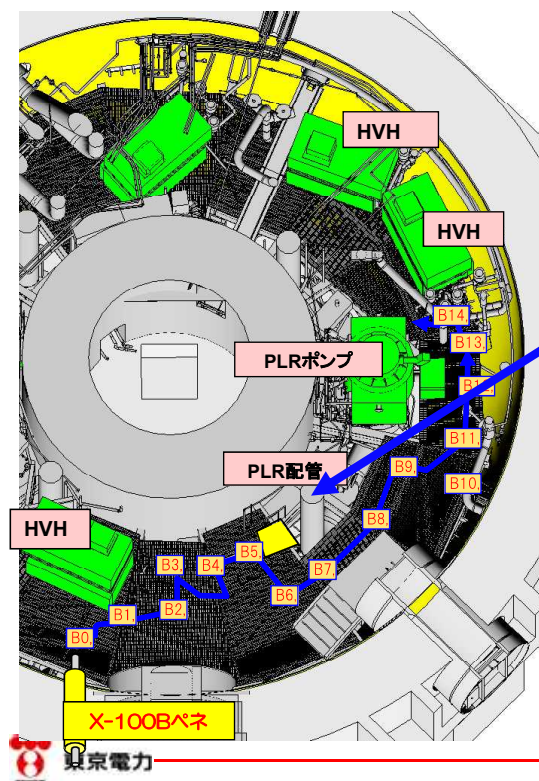 HVH
HVH
B14,
B13,
PLRポンプ
B11,
B9,
PLR配管
B10,
B8,
HVH
B5,
B3,
B4,
B7,
B6,
B1,
B2,
B0,
X-100Bペネ
東京電力